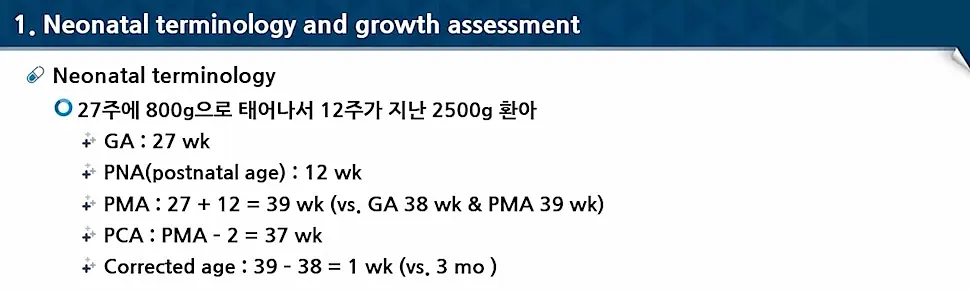 1. Neonatal terminology and growth assessment
Neonatal terminology
27주에 800g으로 태어나서 12주가 지난 2500g 환아
GA : 27 wk
PNA(postnatal age) : 12 wk
PMA : 27 + 12 = 39 wk (vs. GA 38 wk & PMA 39 wk)
PCA : PMA - 2 = 37 wk
Corrected age : 39 - 38 = 1 wk (vs. 3 mo )